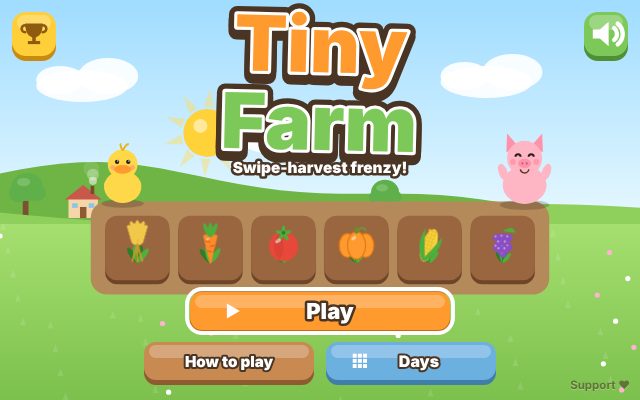 Tiny
Farm
Swipe-harvest frenzy!
Play
How to play
Days
Support